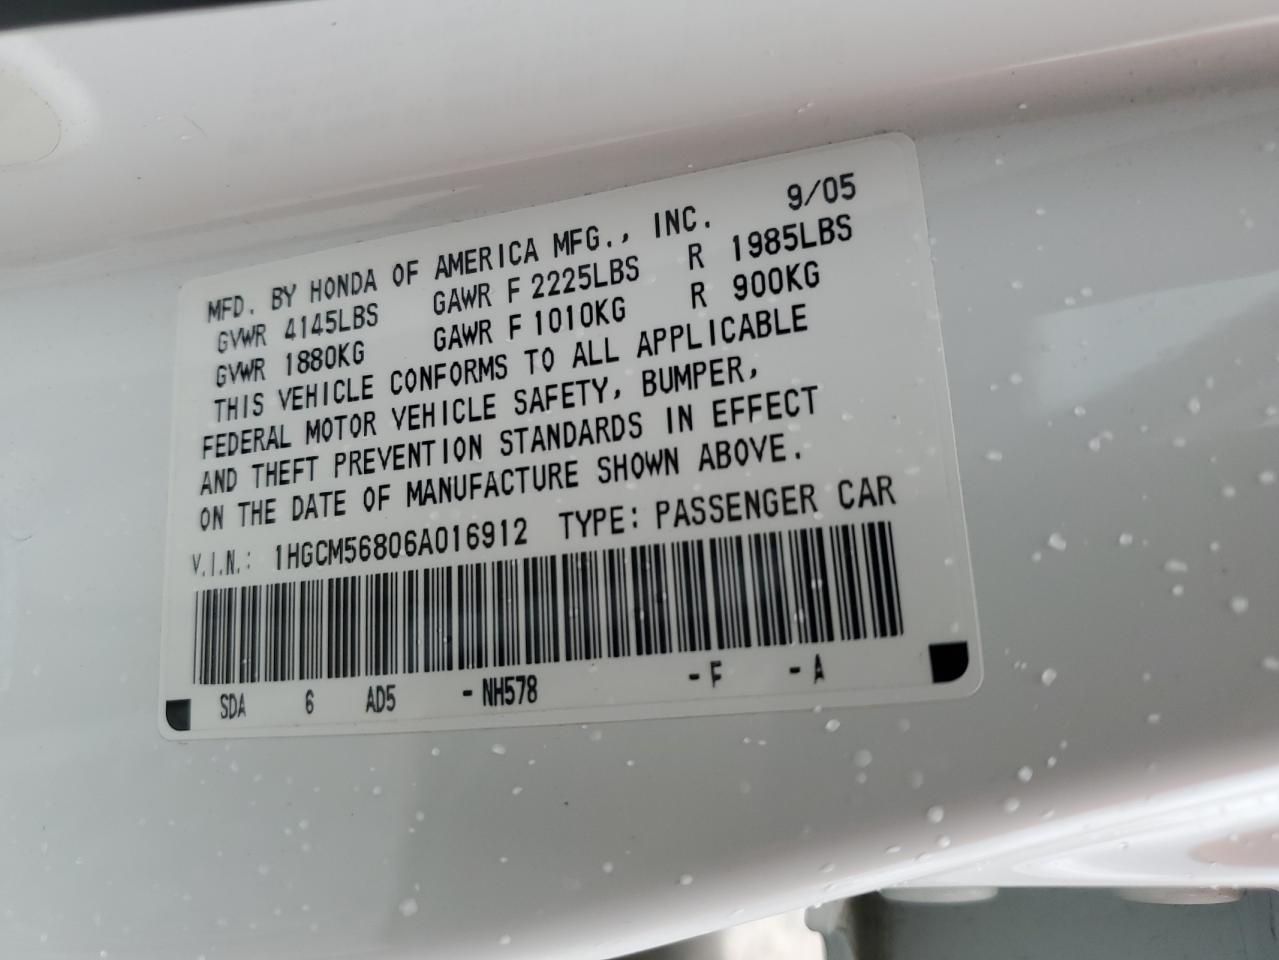 MFD. BY HONDA OF AMERICA MFG., INC. 9/05
GVWR 4145LBS GAWR F 2225LBS R 1985LBS
GVWR 1880KG GAWR F 1010KG R 900KG
THIS VEHICLE CONFORMS TO ALL APPLICABLE
FEDERAL MOTOR VEHICLE SAFETY, BUMPER,
AND THEFT PREVENTION STANDARDS IN EFFECT
ON THE DATE OF MANUFACTURE SHOWN ABOVE.
V.I.N.: 1HGCM56806A016912 TYPE: PASSENGER CAR
SDA 6 AD5 -NH578 -F -A